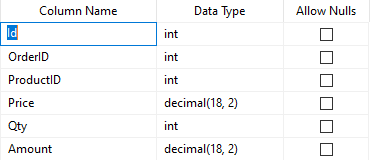 Column Name Data Type Allow Nulls
Id int
OrderID int
ProductID int
Price decimal(18, 2)
Qty int
Amount decimal(18, 2)